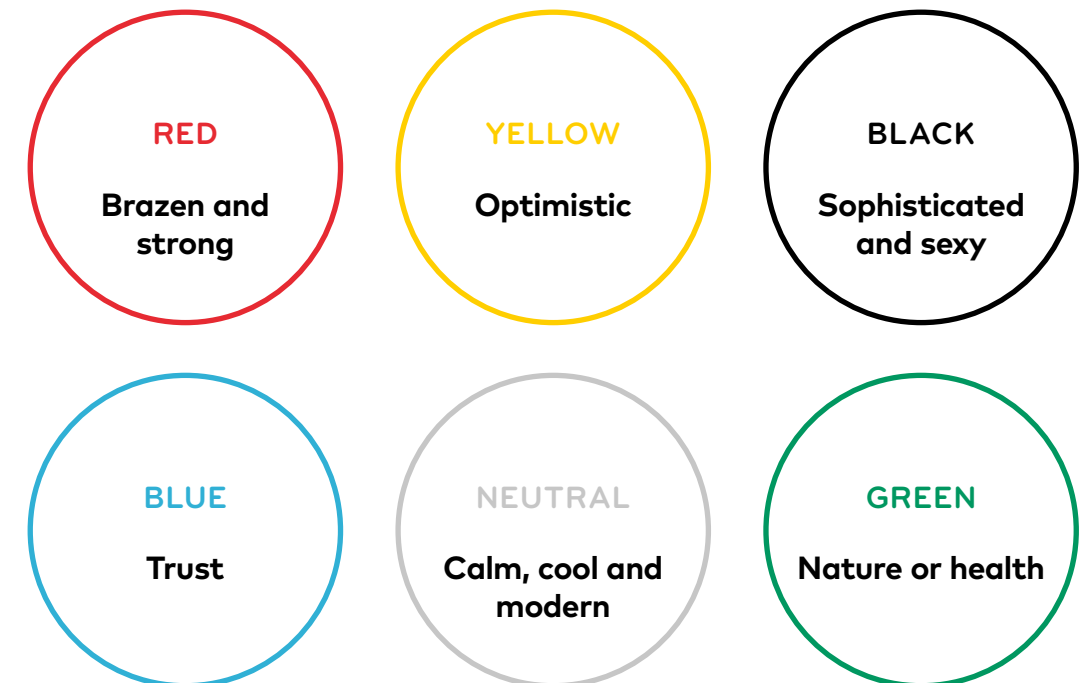 RED
Brazen and
strong
YELLOW
Optimistic
BLACK
Sophisticated
and sexy
BLUE
Trust
NEUTRAL
Calm, cool and
modern
GREEN
Nature or health